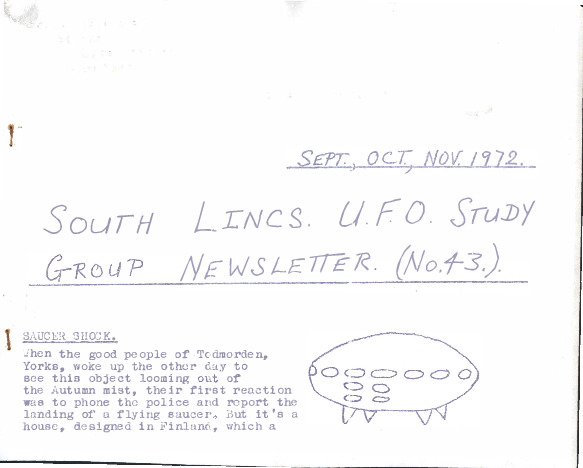 SEPT., OCT., NOV. 1972.
SOUTH LINCS. U.F.O. STUDY
GROUP NEWSLETTER. (No.43.).
SAUCER SHOCK.
When the good people of Todmorden,
Yorks, woke up the other day to
see this object looming out of
the Autumn mist, their first reaction
was to phone the police and report the
landing of a flying saucer. But it's a
house, designed in Finland, which a